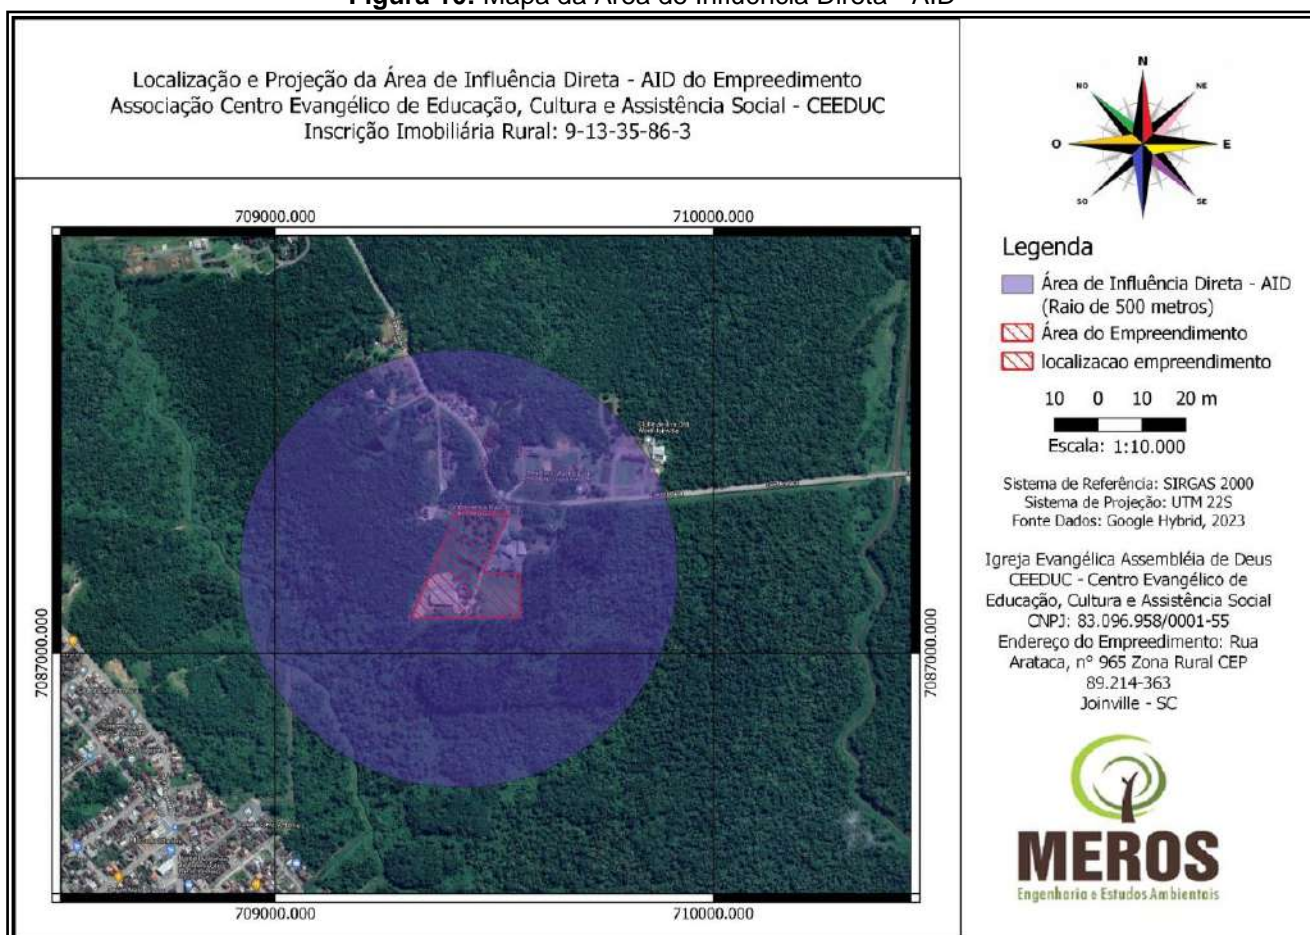 Figura 10. Mapa da Área de Influência Direta - AID
Localização e Projeção da Área de Influência Direta - AID do Empreedimento
Associação Centro Evangélico de Educação, Cultura e Assistência Social - CEEDUC
Inscrição Imobiliária Rural: 9-13-35-86-3
709000.000
710000.000
7087000.000
7087000.000
709000.000
710000.000
N
NO
NE
O
E
SO
SE
Legenda
Área de Influência Direta - AID
(Raio de 500 metros)
Área do Empreendimento
localizacao empreendimento
10 0 10 20 m
Escala: 1:10.000
Sistema de Referência: SIRGAS 2000
Sistema de Projeção: UTM 22S
Fonte Dados: Google Hybrid, 2023
Igreja Evangélica Assembléia de Deus
CEEDUC - Centro Evangélico de
Educação, Cultura e Assistência Social
CNPJ: 83.096.958/0001-55
Endereço do Empreedimento: Rua
Arataca, nº 965 Zona Rural CEP
89.214-363
Joinville - SC
MEROS
Engenharia e Estudos Ambientais